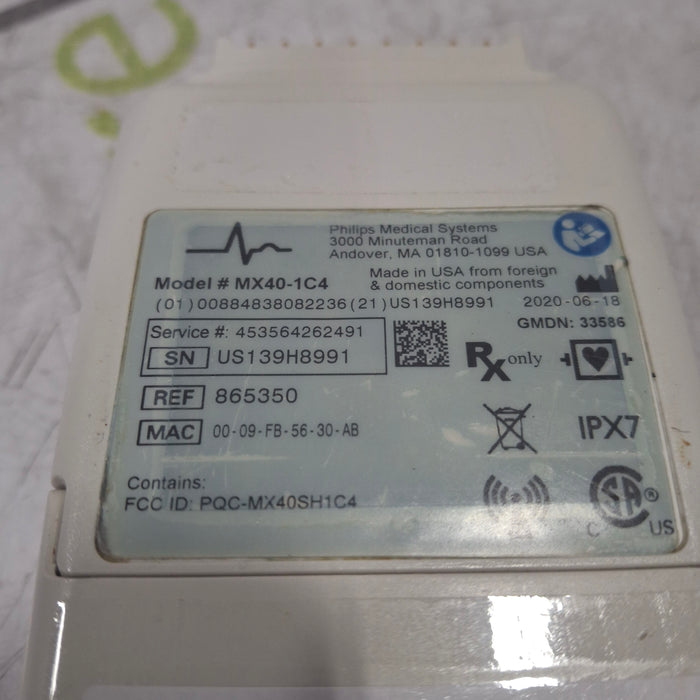 Philips Medical Systems
3000 Minuteman Road
Andover, MA 01810-1099 USA
Model # MX40-1C4
Made in USA from foreign
& domestic components
(01)00884838082236(21)US139H8991
2020-06-18
GMDN: 33586
Service #: 453564262491
SN US139H8991
Rx only
REF 865350
MAC 00-09-FB-56-30-AB
IPX7
Contains:
FCC ID: PQC-MX40SH1C4
C SA ® US